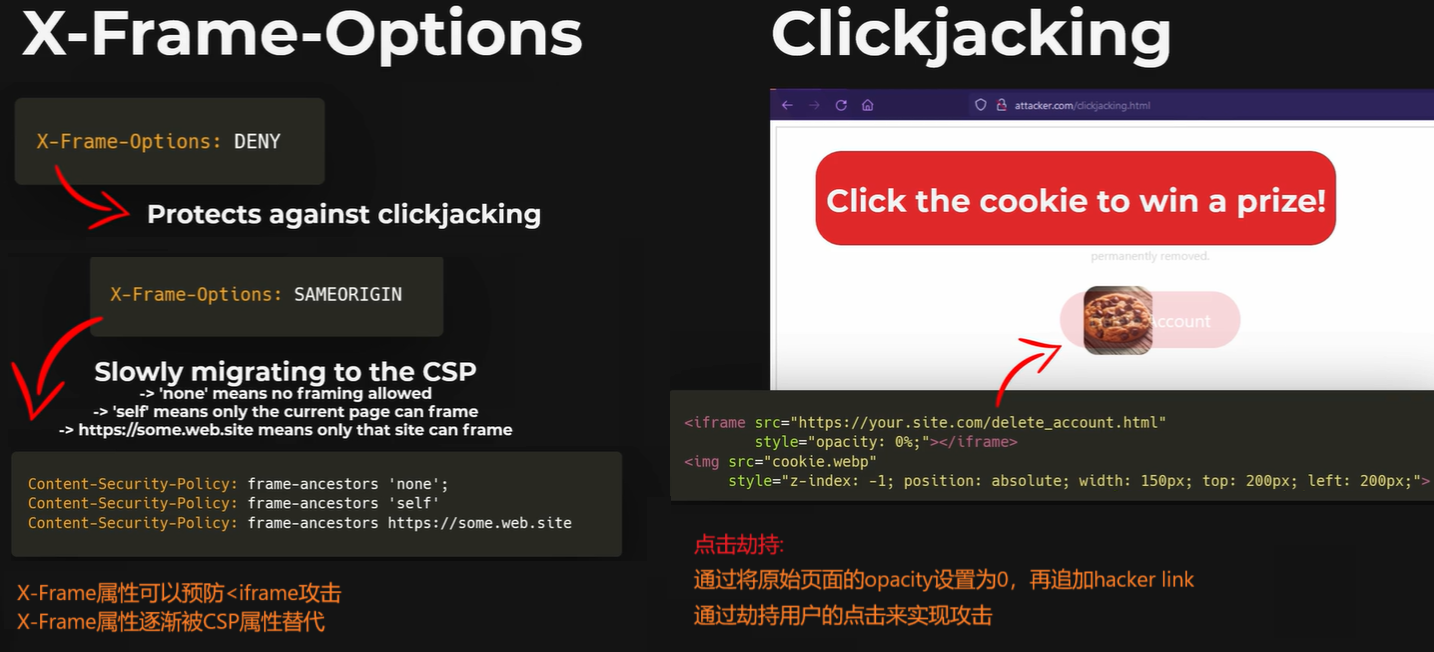 X-Frame-Options
X-Frame-Options: DENY
Protects against clickjacking
X-Frame-Options: SAMEORIGIN
Slowly migrating to the CSP
-> 'none' means no framing allowed
-> 'self' means only the current page can frame
-> https://some.web.site means only that site can frame
Content-Security-Policy: frame-ancestors 'none';
Content-Security-Policy: frame-ancestors 'self'
Content-Security-Policy: frame-ancestors https://some.web.site
X-Frame属性可以预防<iframe攻击
X-Frame属性逐渐被CSP属性替代
Clickjacking
attacker.com/clickjacking.html
Click the cookie to win a prize!
permanently removed.
Account
<iframe src="https://your.site.com/delete_account.html"
style="opacity: 0%;"></iframe>
<img src="cookie.webp"
style="z-index: -1; position: absolute; width: 150px; top: 200px; left: 200px;">
点击劫持:
通过将原始页面的opacity设置为0，再追加hacker link
通过劫持用户的点击来实现攻击